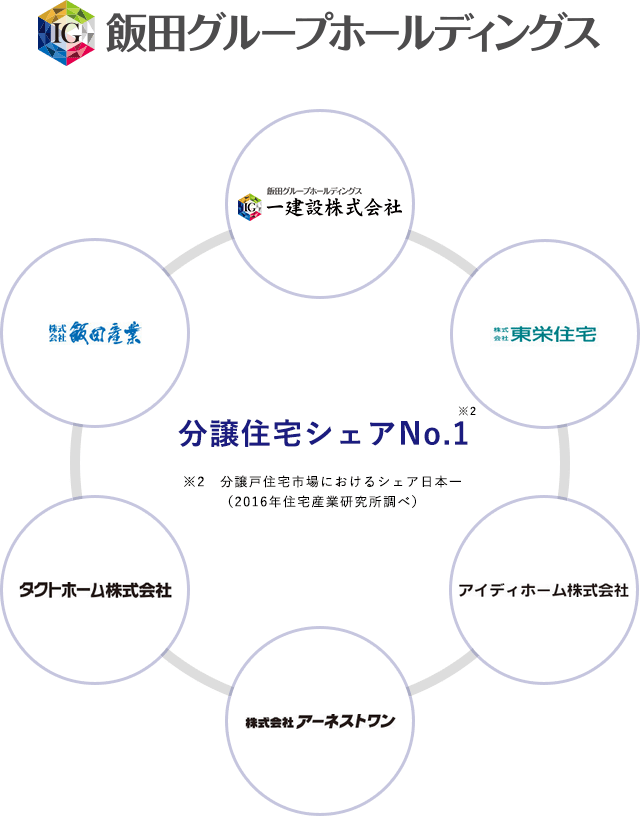 IG 飯田グループホールディングス
飯田グループホールディングス
IG 一建設株式会社
株式会社 飯田産業
株式会社 東栄住宅
分譲住宅シェアNo.1 ※2
※2 分譲戸住宅市場におけるシェア日本一
（2016年住宅産業研究所調べ）
タクトホーム株式会社
アイディホーム株式会社
株式会社 アーネストワン